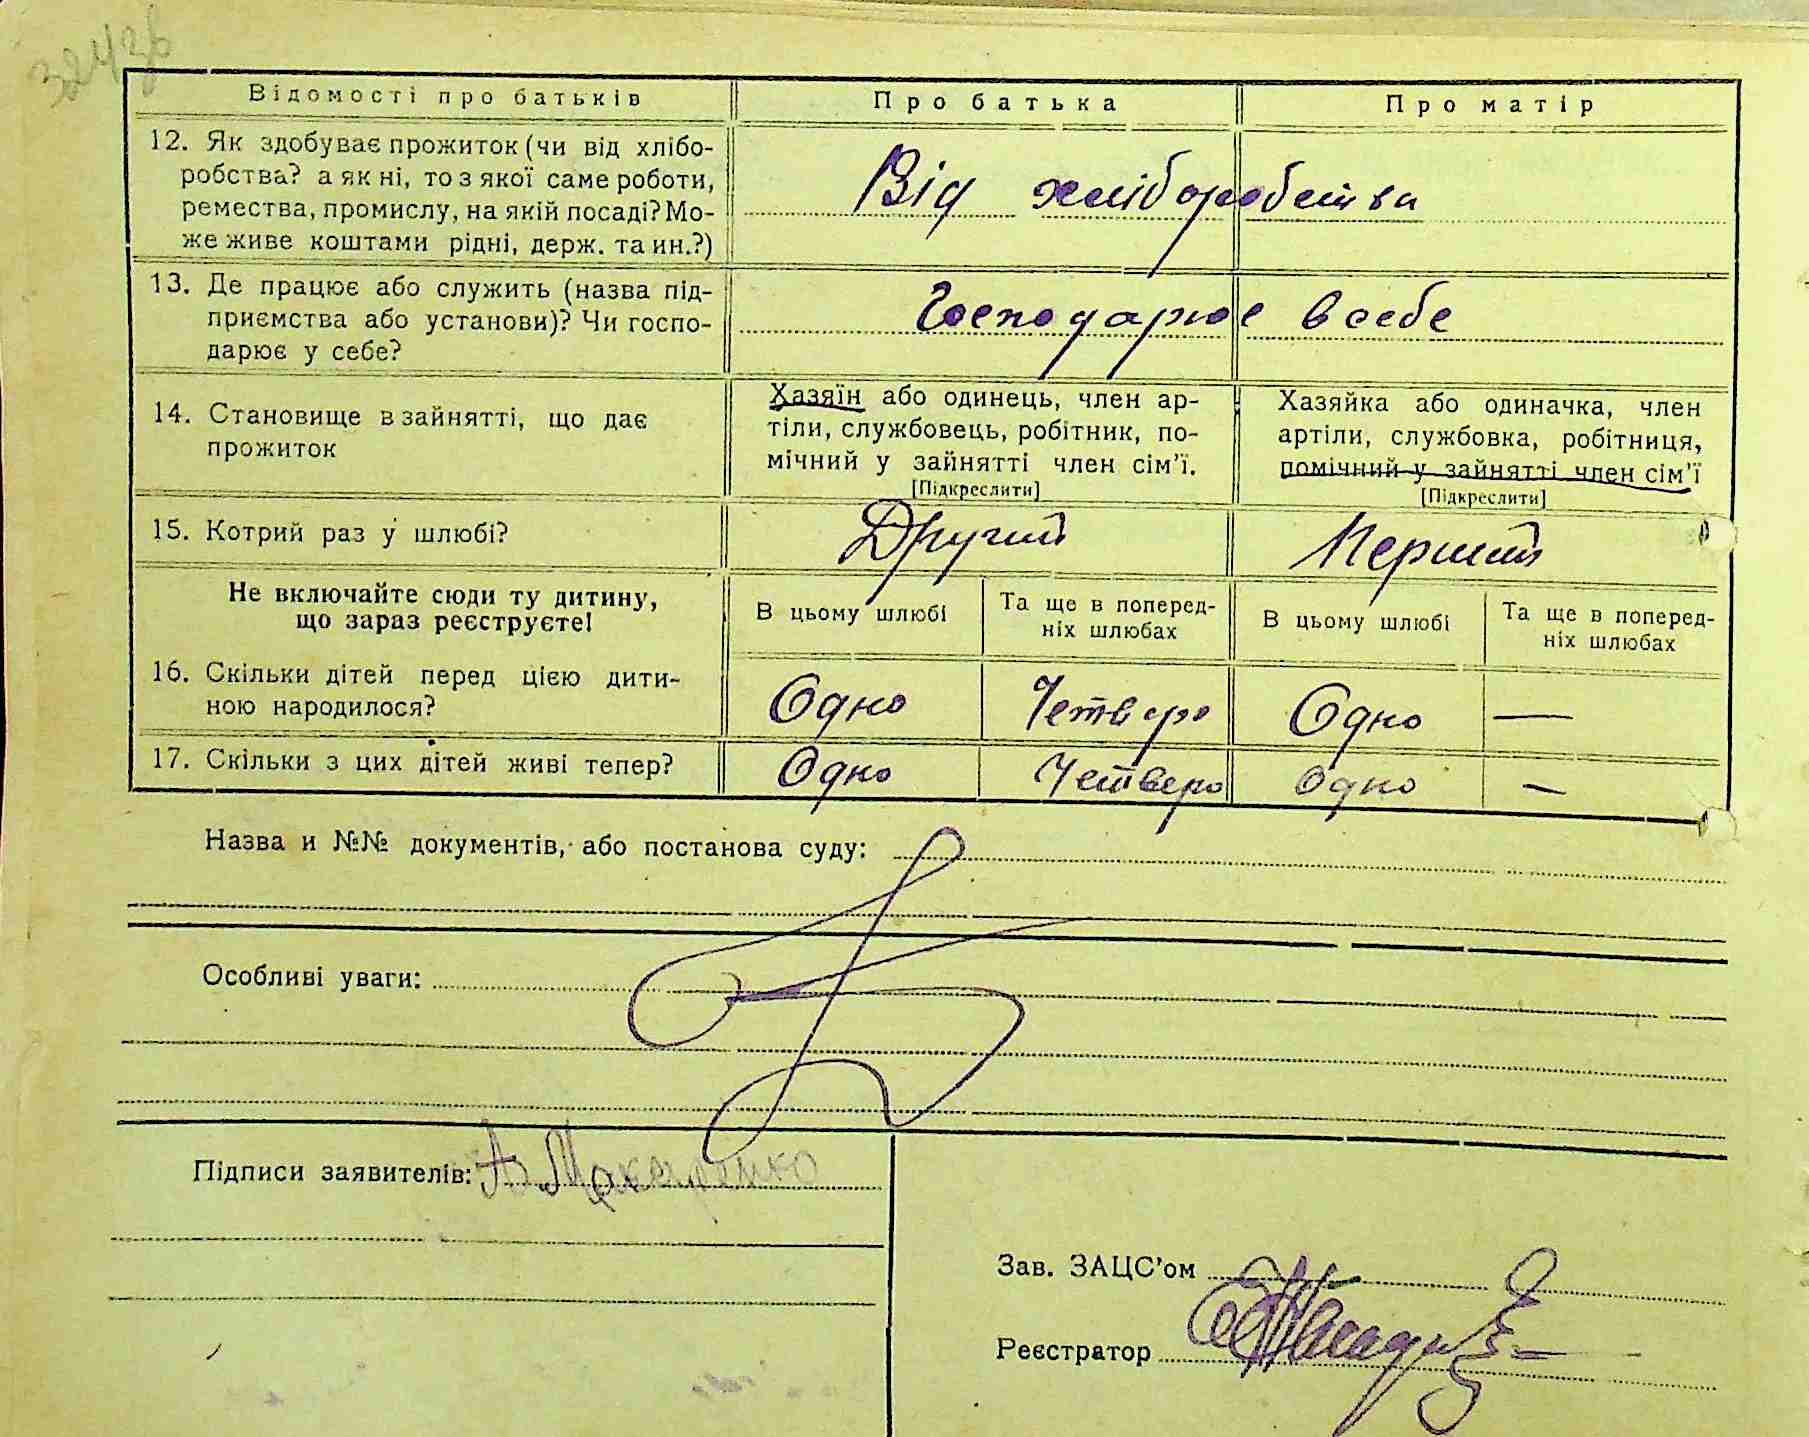 Відомості про батьків
Про батька
Про матір
12. Як здобуває прожиток (чи від хлібо-
робства? а як ні, то з якої саме роботи,
ремества, промислу, на якій посаді? Мо-
же живе коштами рідні, держ. та ин.?)
Від хліборобства
13. Де працює або служить (назва під-
приємства або установи)? Чи госпо-
дарює у себе?
Господарює в себе
14. Становище в зайнятті, що дає
прожиток
Хазяїн або одинець, член ар-
тіли, службовець, робітник, по-
мічний у зайнятті член сім'ї.
[Підкреслити]
Хазяйка або одиначка, член
артіли, службовка, робітниця,
помічний у зайнятті член сім'ї
[Підкреслити]
15. Котрий раз у шлюбі?
Другий
Перший
Не включайте сюди ту дитину,
що зараз реєструєте!
В цьому шлюбі
Та ще в поперед-
ніх шлюбах
В цьому шлюбі
Та ще в поперед-
ніх шлюбах
16. Скільки дітей перед цією дити-
ною народилося?
Одно
Четверо
Одно
—
17. Скільки з цих дітей живі тепер?
Одно
Четверо
Одно
—
Назва и №№ документів, або постанова суду:
Особливі уваги:
Підписи заявителів: А. Макаренко
Зав. ЗАЦС'ом
Реєстратор